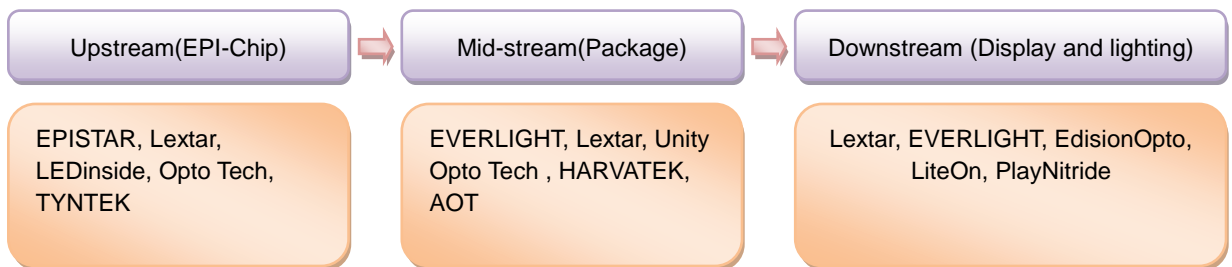 Upstream(EPI-Chip)
Mid-stream(Package)
Downstream (Display and lighting)
EPISTAR, Lextar,
LEDinside, Opto Tech,
TYNTEK
EVERLIGHT, Lextar, Unity
Opto Tech , HARVATEK,
AOT
Lextar, EVERLIGHT, EdisionOpto,
LiteOn, PlayNitride